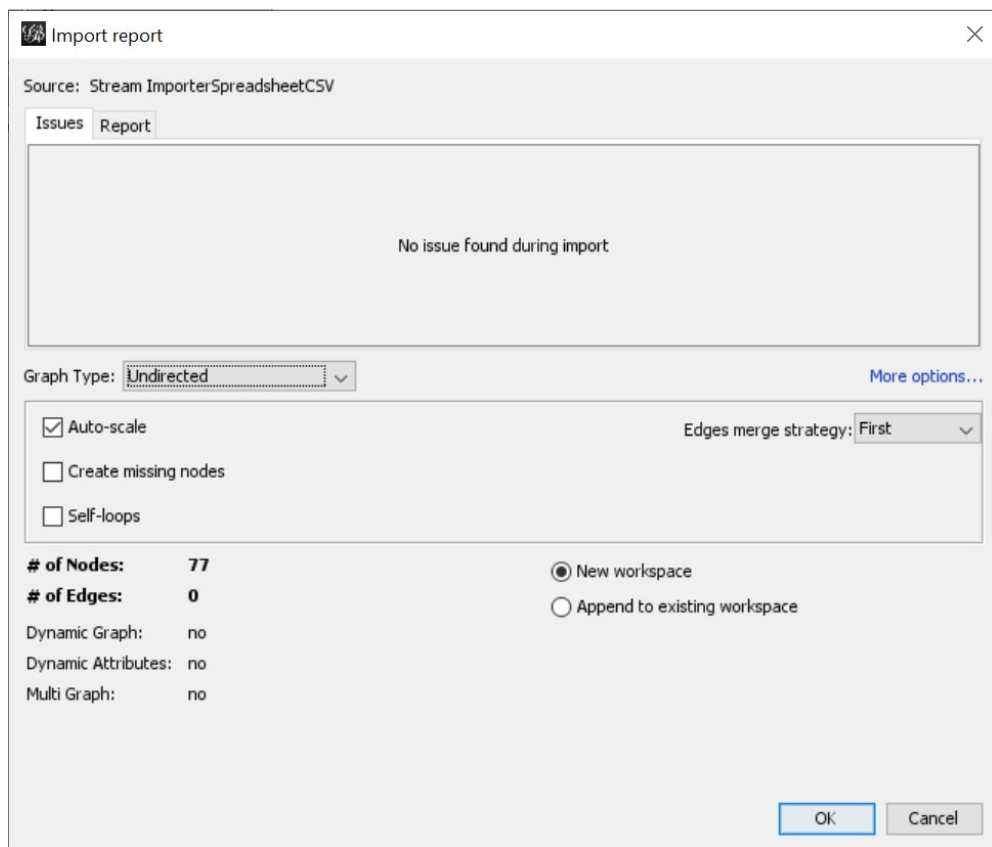 Import report
Source: Stream ImporterSpreadsheetCSV
Issues Report
No issue found during import
Graph Type: Undirected More options...
Auto-scale Edges merge strategy: First
Create missing nodes
Self-loops
# of Nodes: 77
New workspace
# of Edges: 0
Append to existing workspace
Dynamic Graph: no
Dynamic Attributes: no
Multi Graph: no
OK Cancel